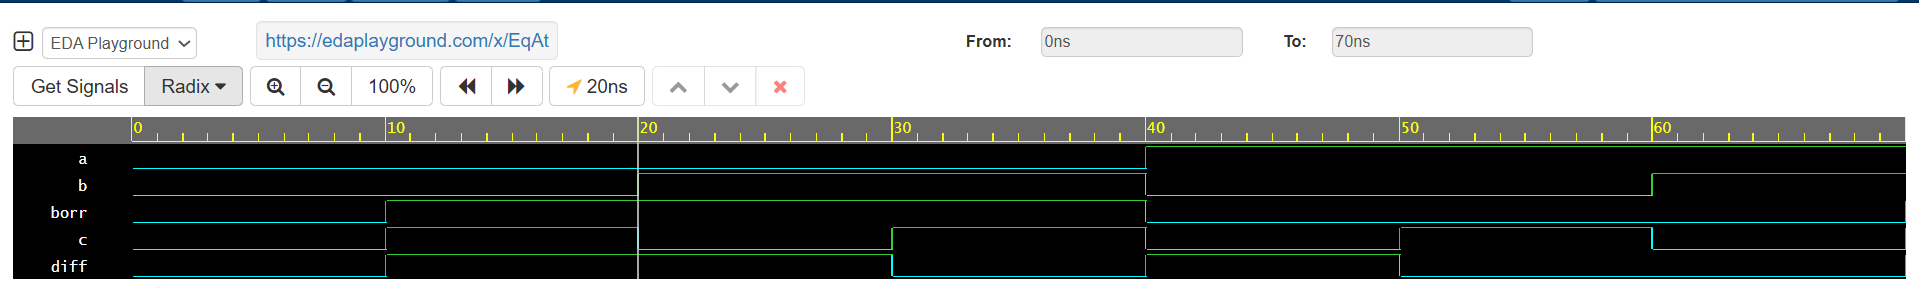 EDA Playground https://edaplayground.com/x/EqAt From: 0ns To: 70ns
Get Signals Radix 100% 20ns
0 10 20 30 40 50 60
a
b
borr
c
diff